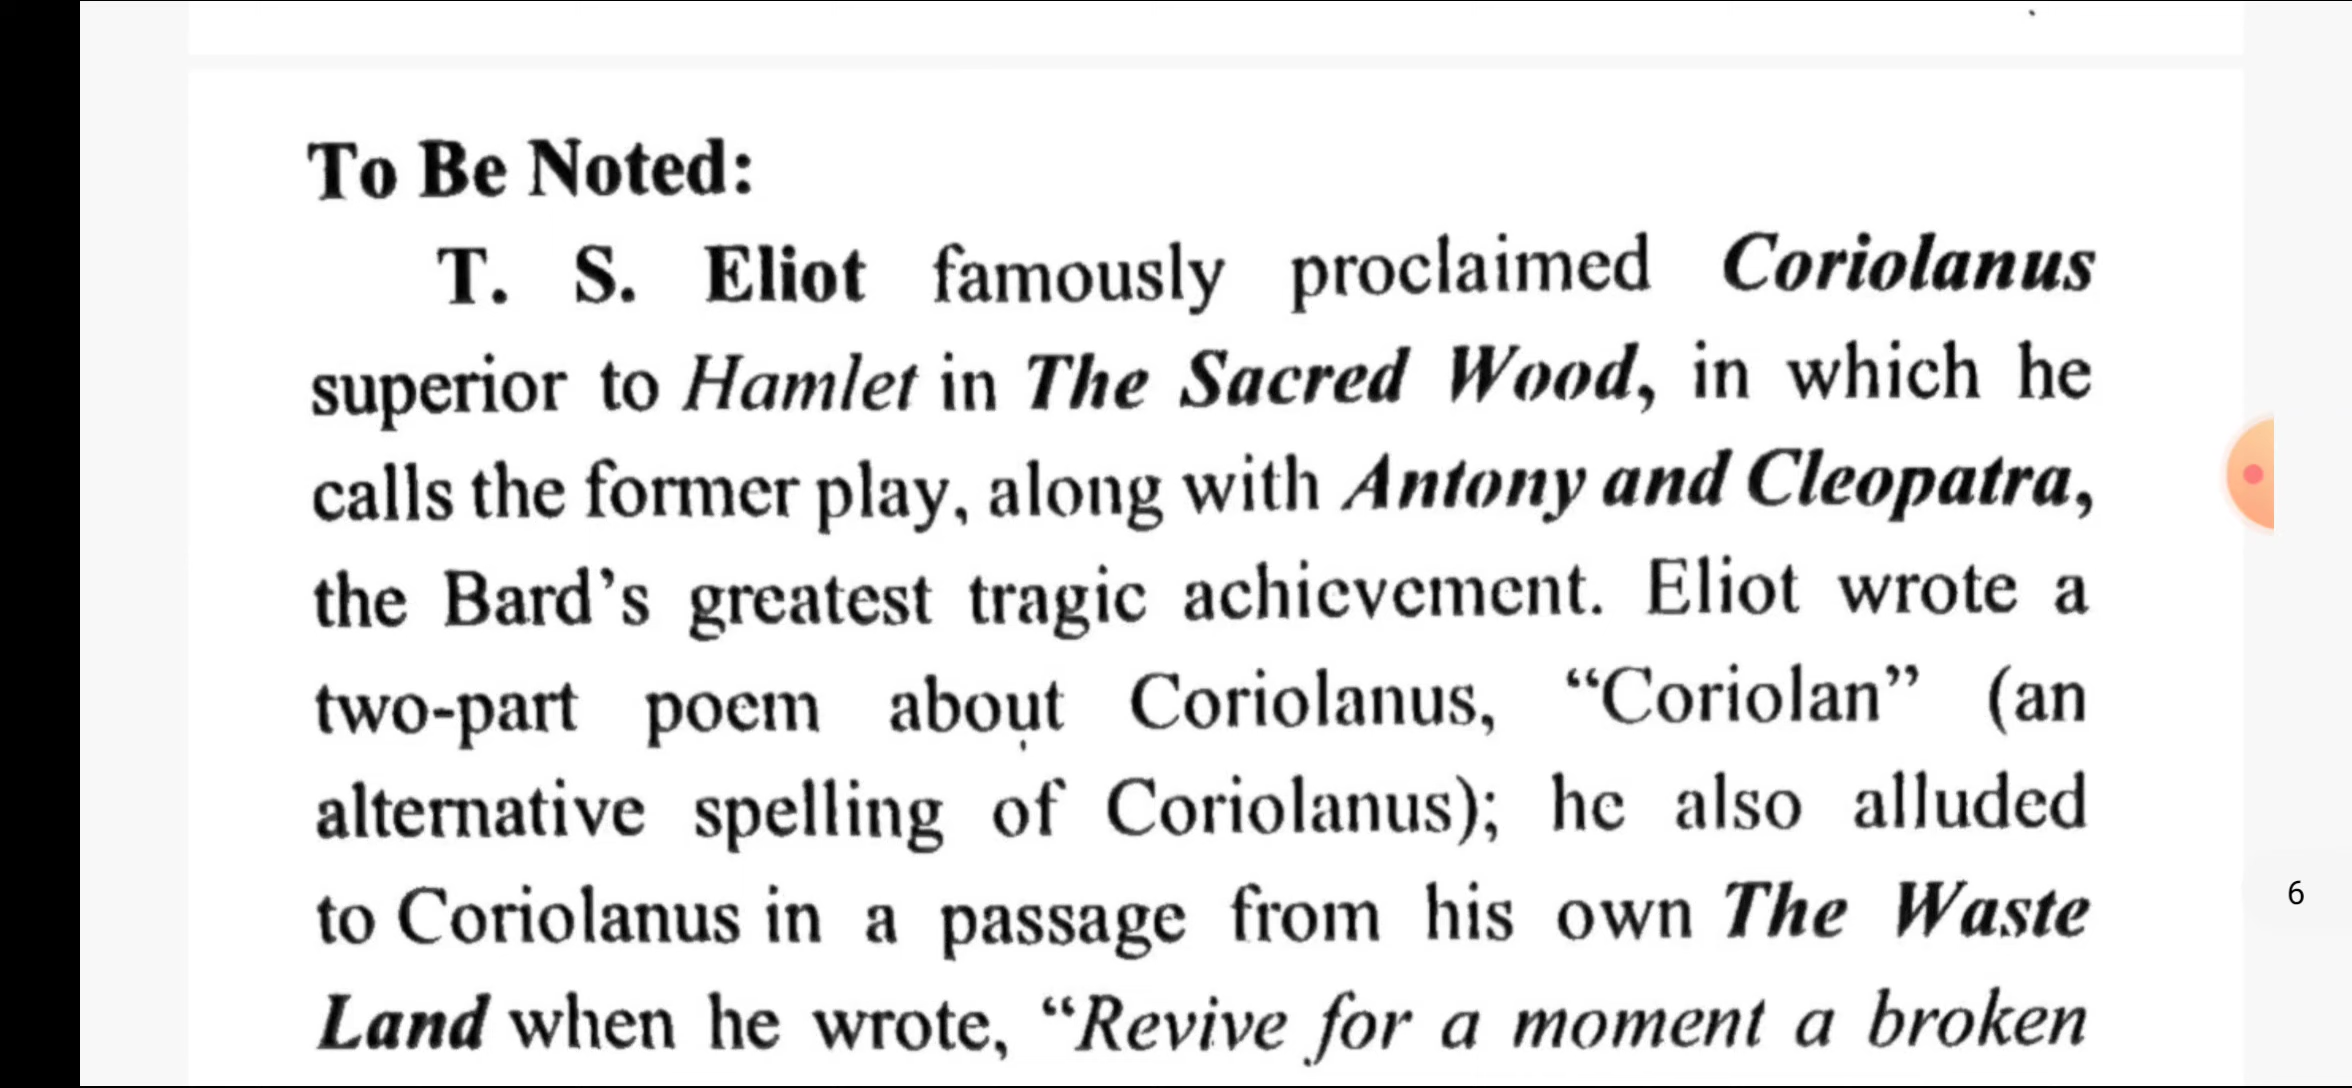 To Be Noted:
T. S. Eliot famously proclaimed Coriolanus
superior to Hamlet in The Sacred Wood, in which he
calls the former play, along with Antony and Cleopatra,
the Bard's greatest tragic achievement. Eliot wrote a
two-part poem about Coriolanus, “Coriolan” (an
alternative spelling of Coriolanus); he also alluded
to Coriolanus in a passage from his own The Waste
Land when he wrote, “Revive for a moment a broken
6